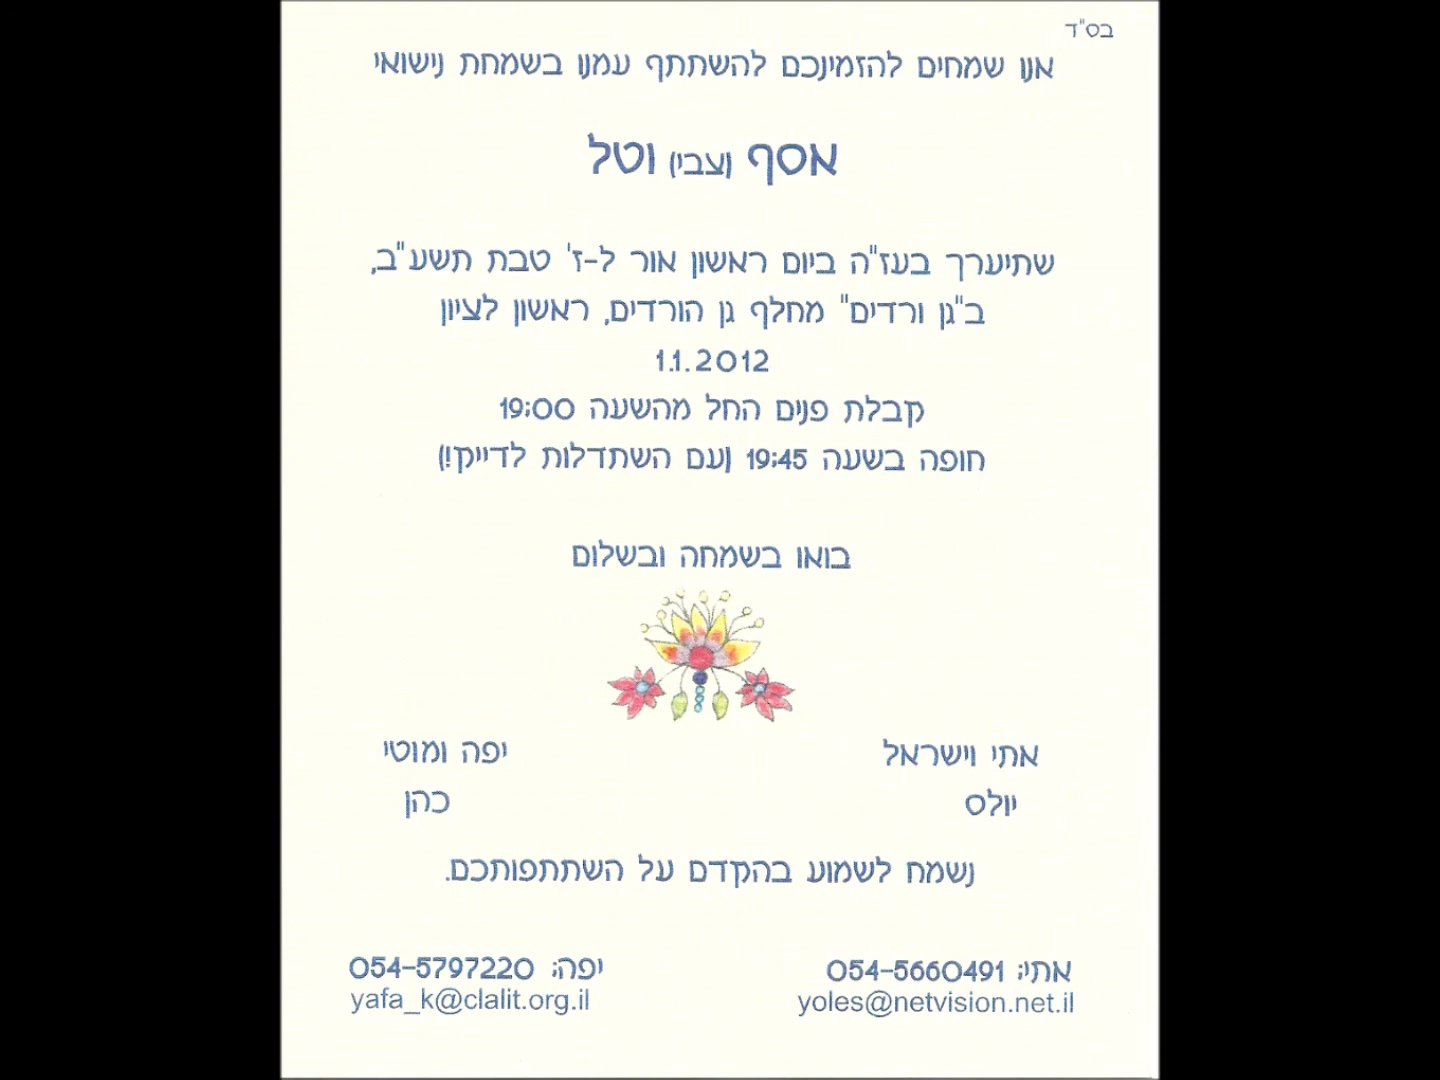 בס"ד
אנו שמחים להזמינכם להשתתף עמנו בשמחת נישואי
אסף (צבי) וטל
שתיערך בעז"ה ביום ראשון אור ל-ז' טבת תשע"ב,
ב"גן ורדים" מחלף גן הורדים, ראשון לציון
1.1.2012
קבלת פנים החל מהשעה 19:00
חופה בשעה 19:45 (עם השתדלות לדייק!)
בואו בשמחה ובשלום
אתי וישראל
יולס
יפה ומוטי
כהן
נשמח לשמוע בהקדם על השתתפותכם.
אתי: 054-5660491
yoles@netvision.net.il
יפה: 054-5797220
yafa_k@clalit.org.il